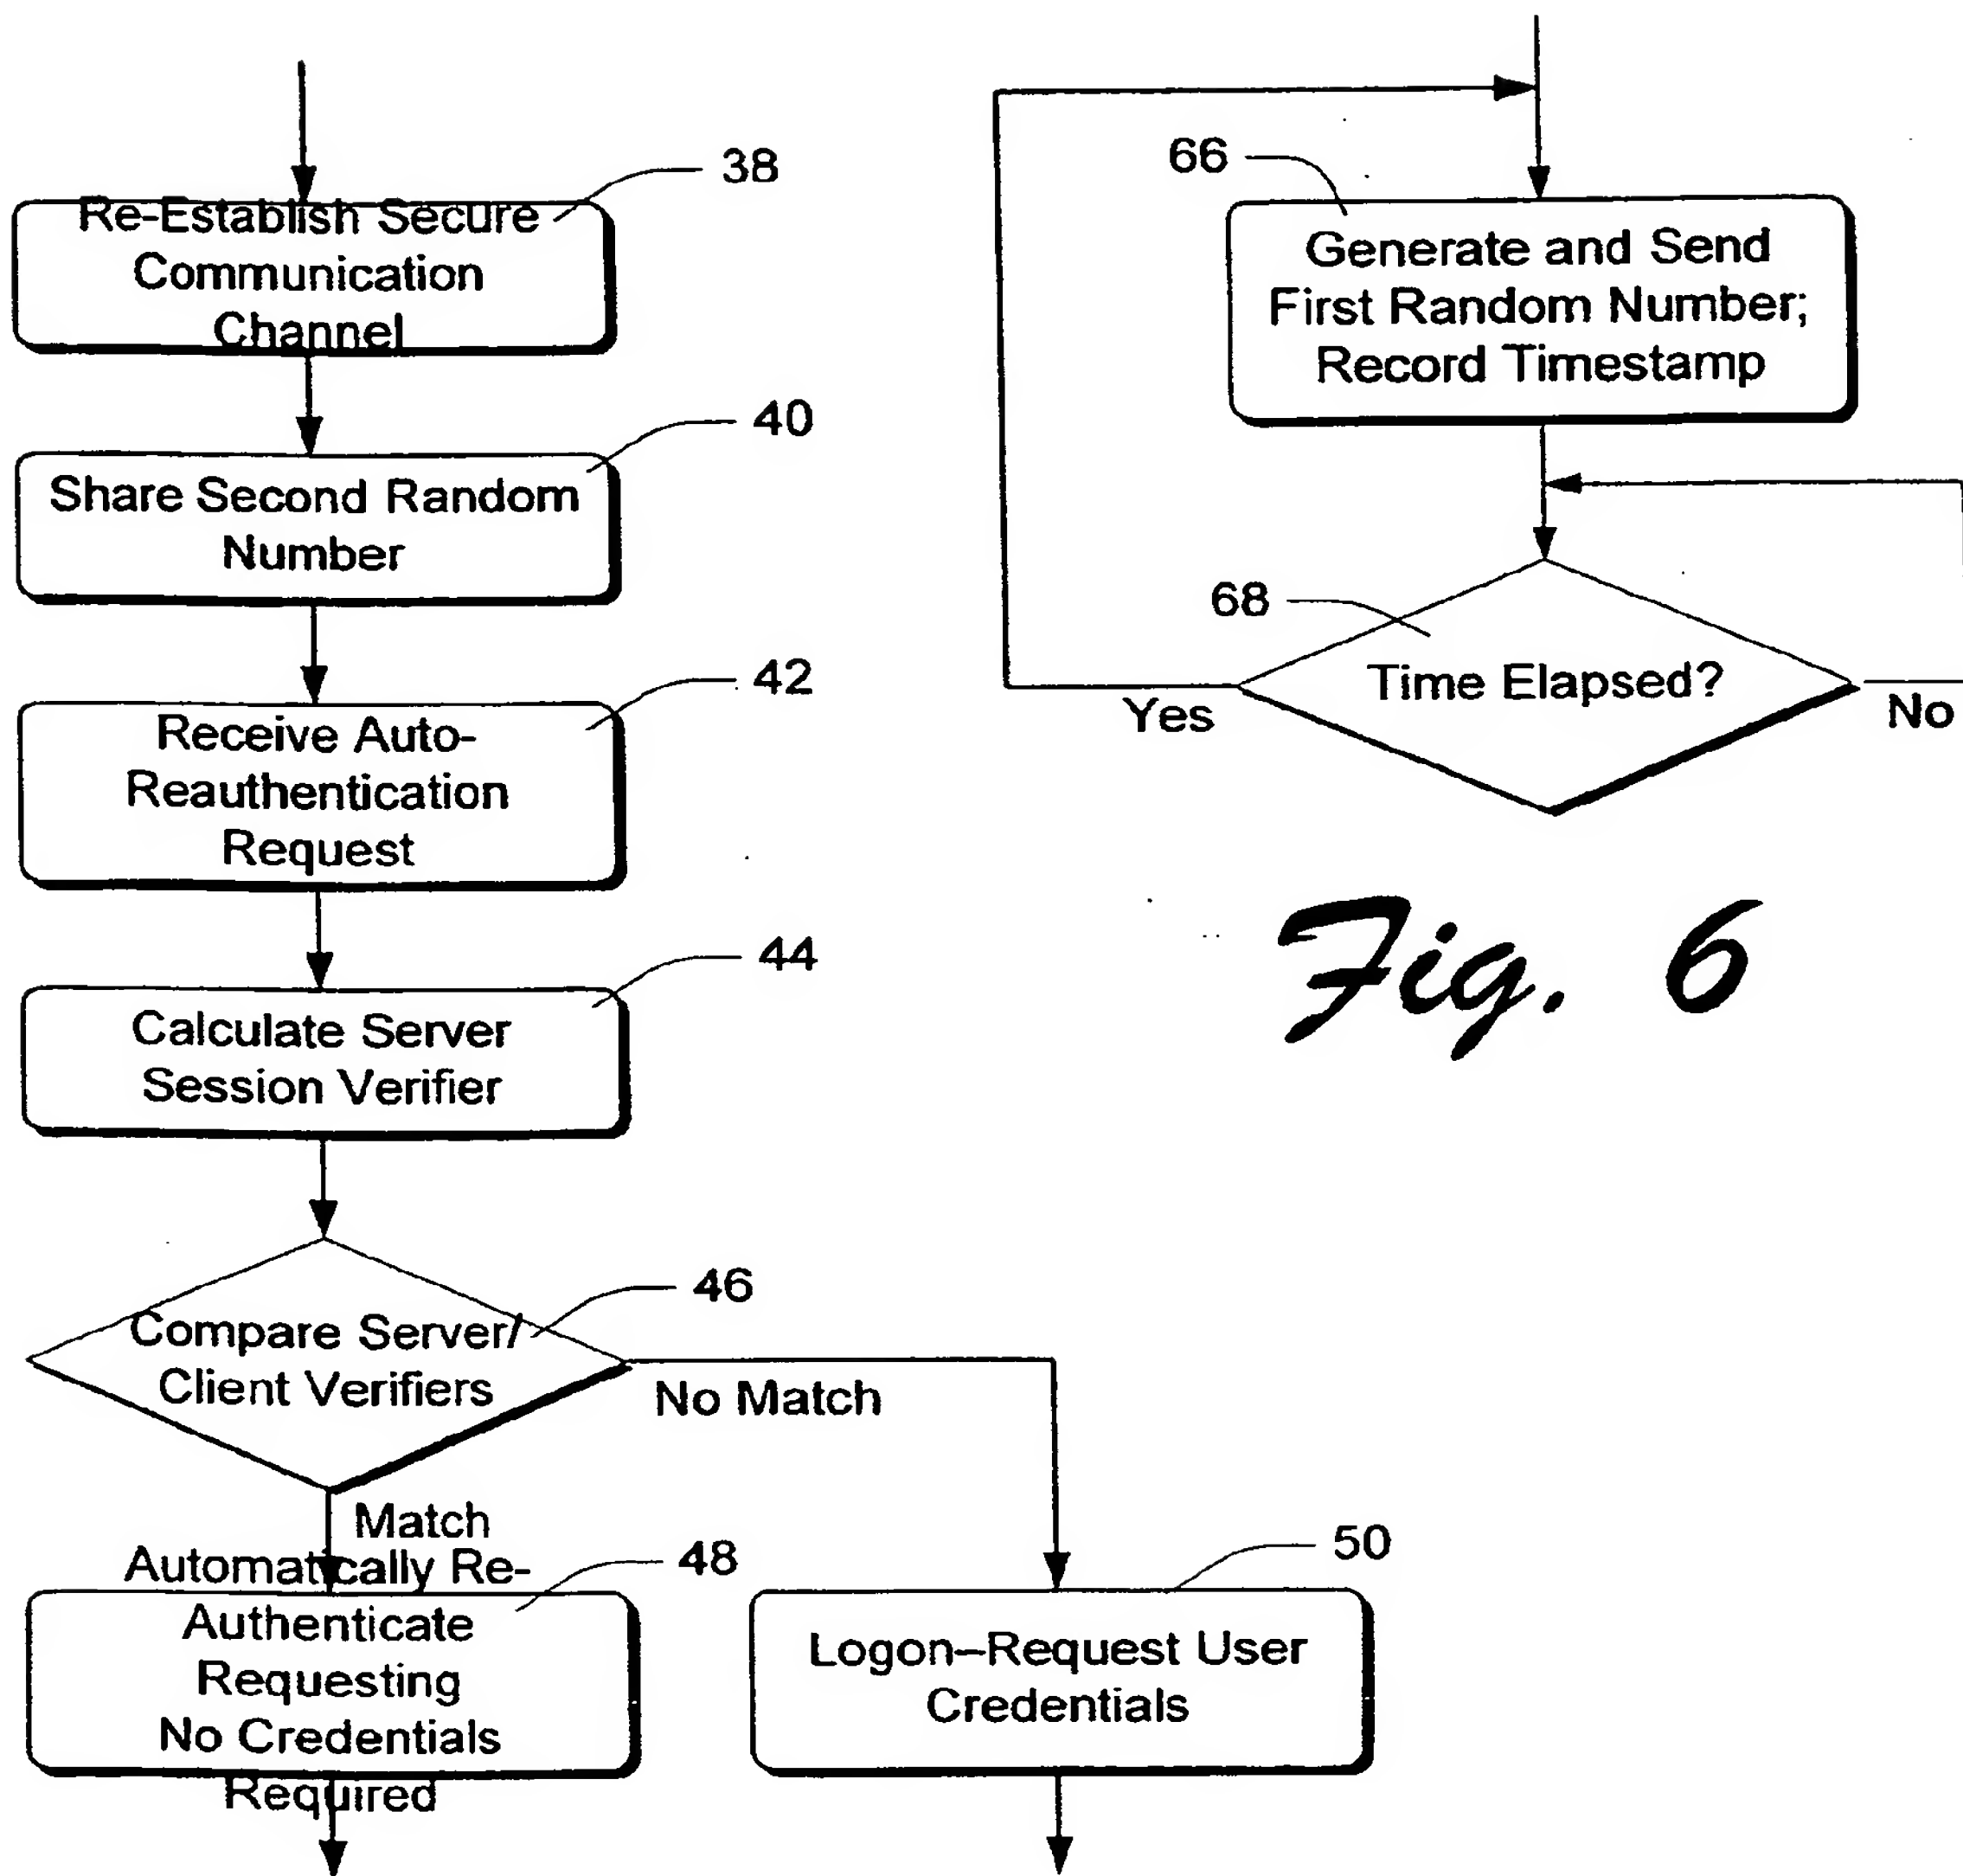 38
Re-Establish Secure
Communication
Channel
40
Share Second Random
Number
42
Receive Auto-
Reauthentication
Request
44
Calculate Server
Session Verifier
46
Compare Server/
Client Verifiers
No Match
Match
48
Automatically Re-
Authenticate
Requesting
No Credentials
Required
50
Logon–Request User
Credentials
66
Generate and Send
First Random Number;
Record Timestamp
68
Time Elapsed?
Yes
No
Fig. 6